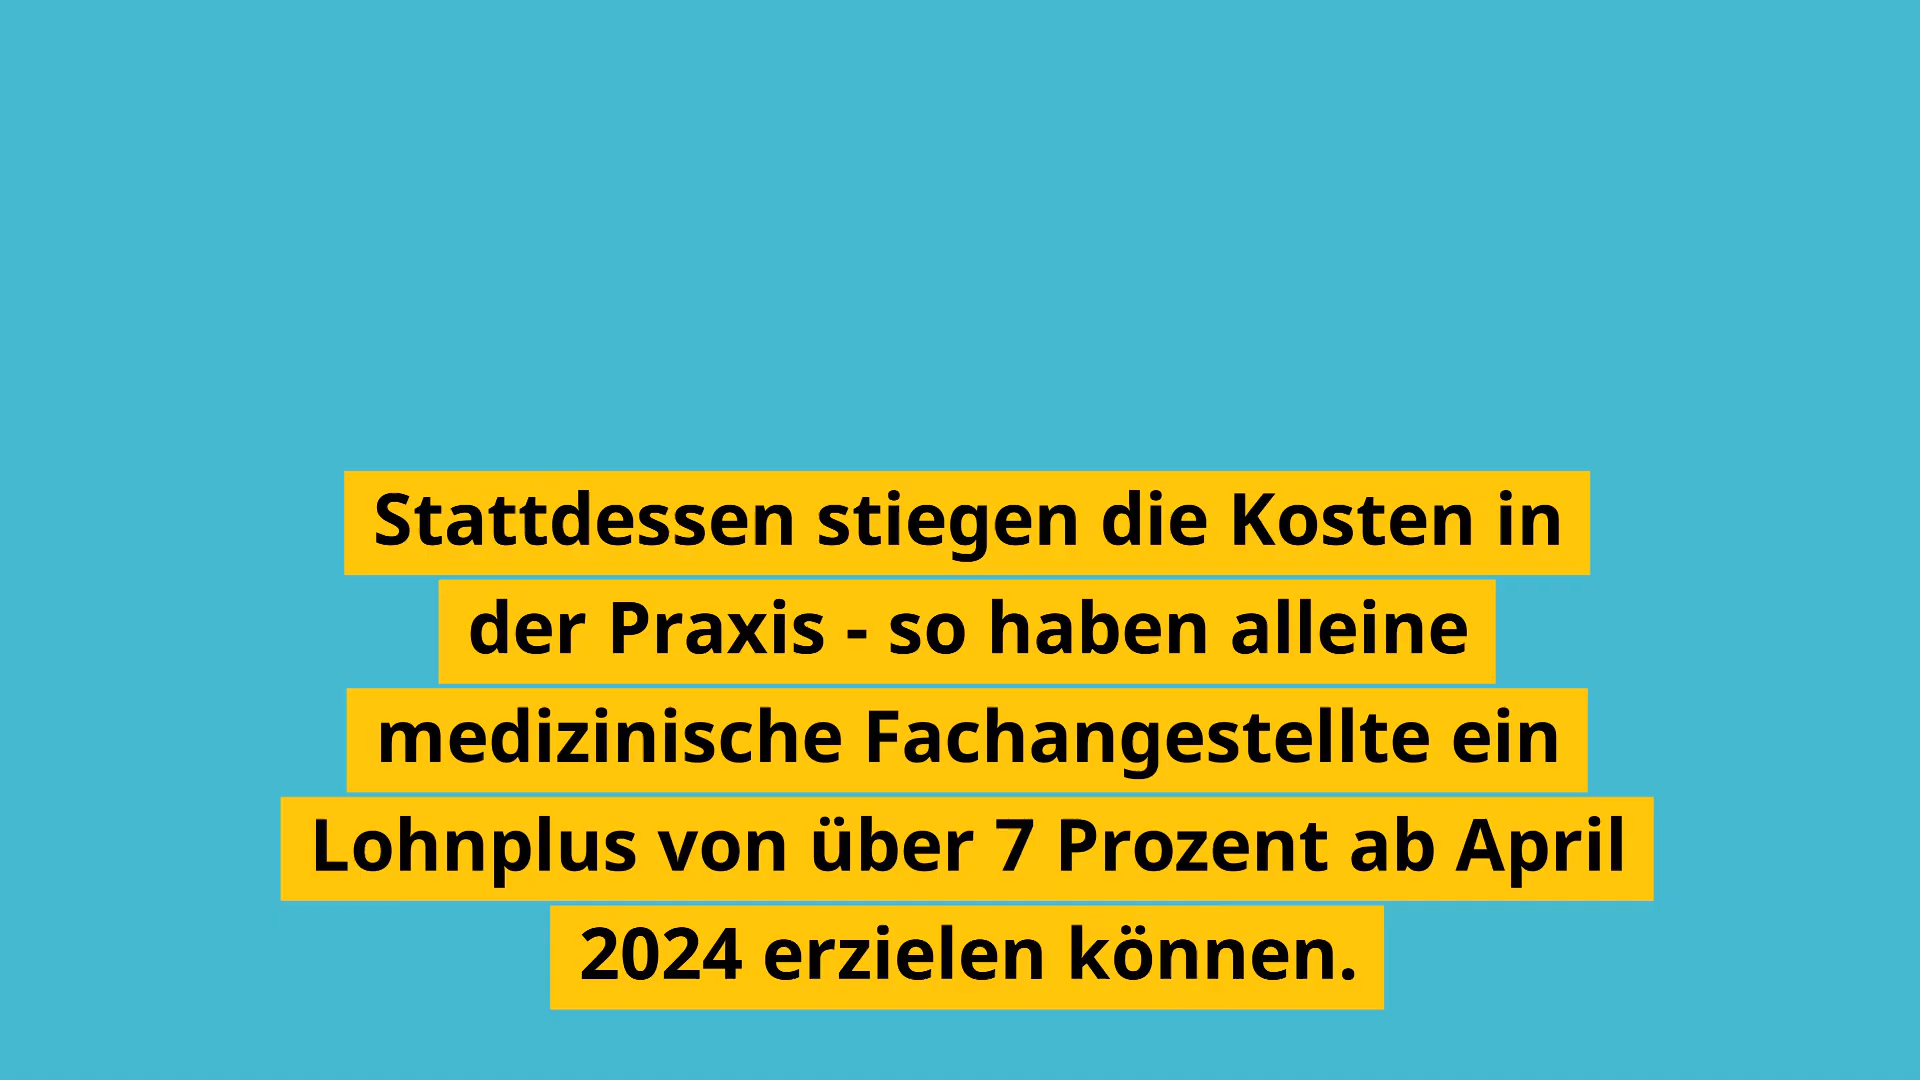 Stattdessen stiegen die Kosten in
der Praxis - so haben alleine
medizinische Fachangestellte ein
Lohnplus von über 7 Prozent ab April
2024 erzielen können.